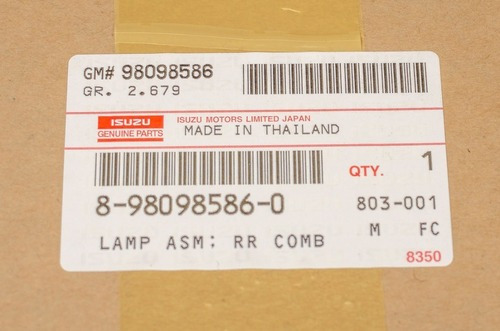 GM# 98098586
GR. 2.679
ISUZU
GENUINE PARTS
ISUZU MOTORS LIMITED JAPAN
MADE IN THAILAND
QTY. 1
8-98098586-0
803-001
M FC
LAMP ASM; RR COMB
8350